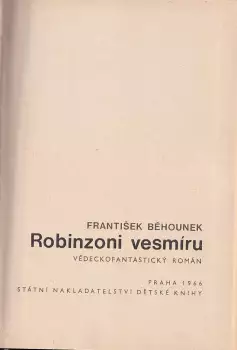 FRANTIŠEK BĚHOUNEK
Robinzoni vesmíru
VĚDECKOFANTASTICKÝ ROMÁN
PRAHA 1966
STÁTNÍ NAKLADATELSTVÍ DĚTSKÉ KNIHY